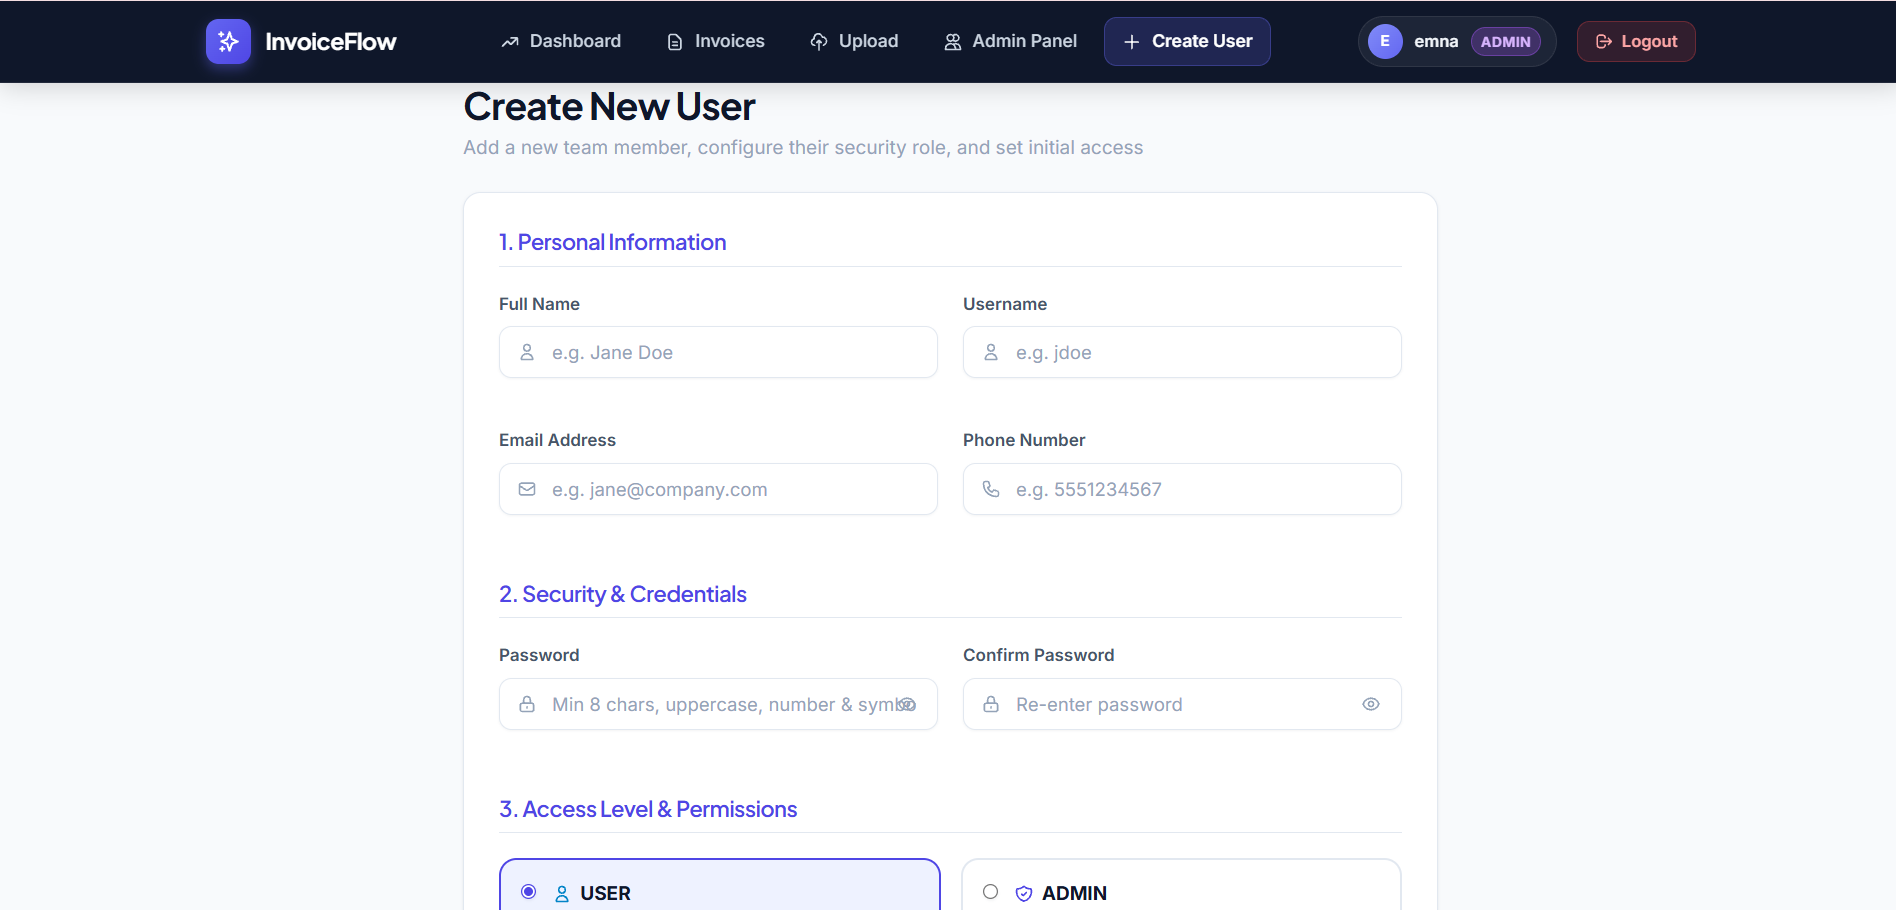 InvoiceFlow
Dashboard
Invoices
Upload
Admin Panel
+ Create User
E
emna
ADMIN
Logout
Create New User
Add a new team member, configure their security role, and set initial access
1. Personal Information
Full Name
Username
e.g. Jane Doe
e.g. jdoe
Email Address
Phone Number
e.g. jane@company.com
e.g. 5551234567
2. Security & Credentials
Password
Confirm Password
Min 8 chars, uppercase, number & symbo
Re-enter password
3. Access Level & Permissions
USER
ADMIN